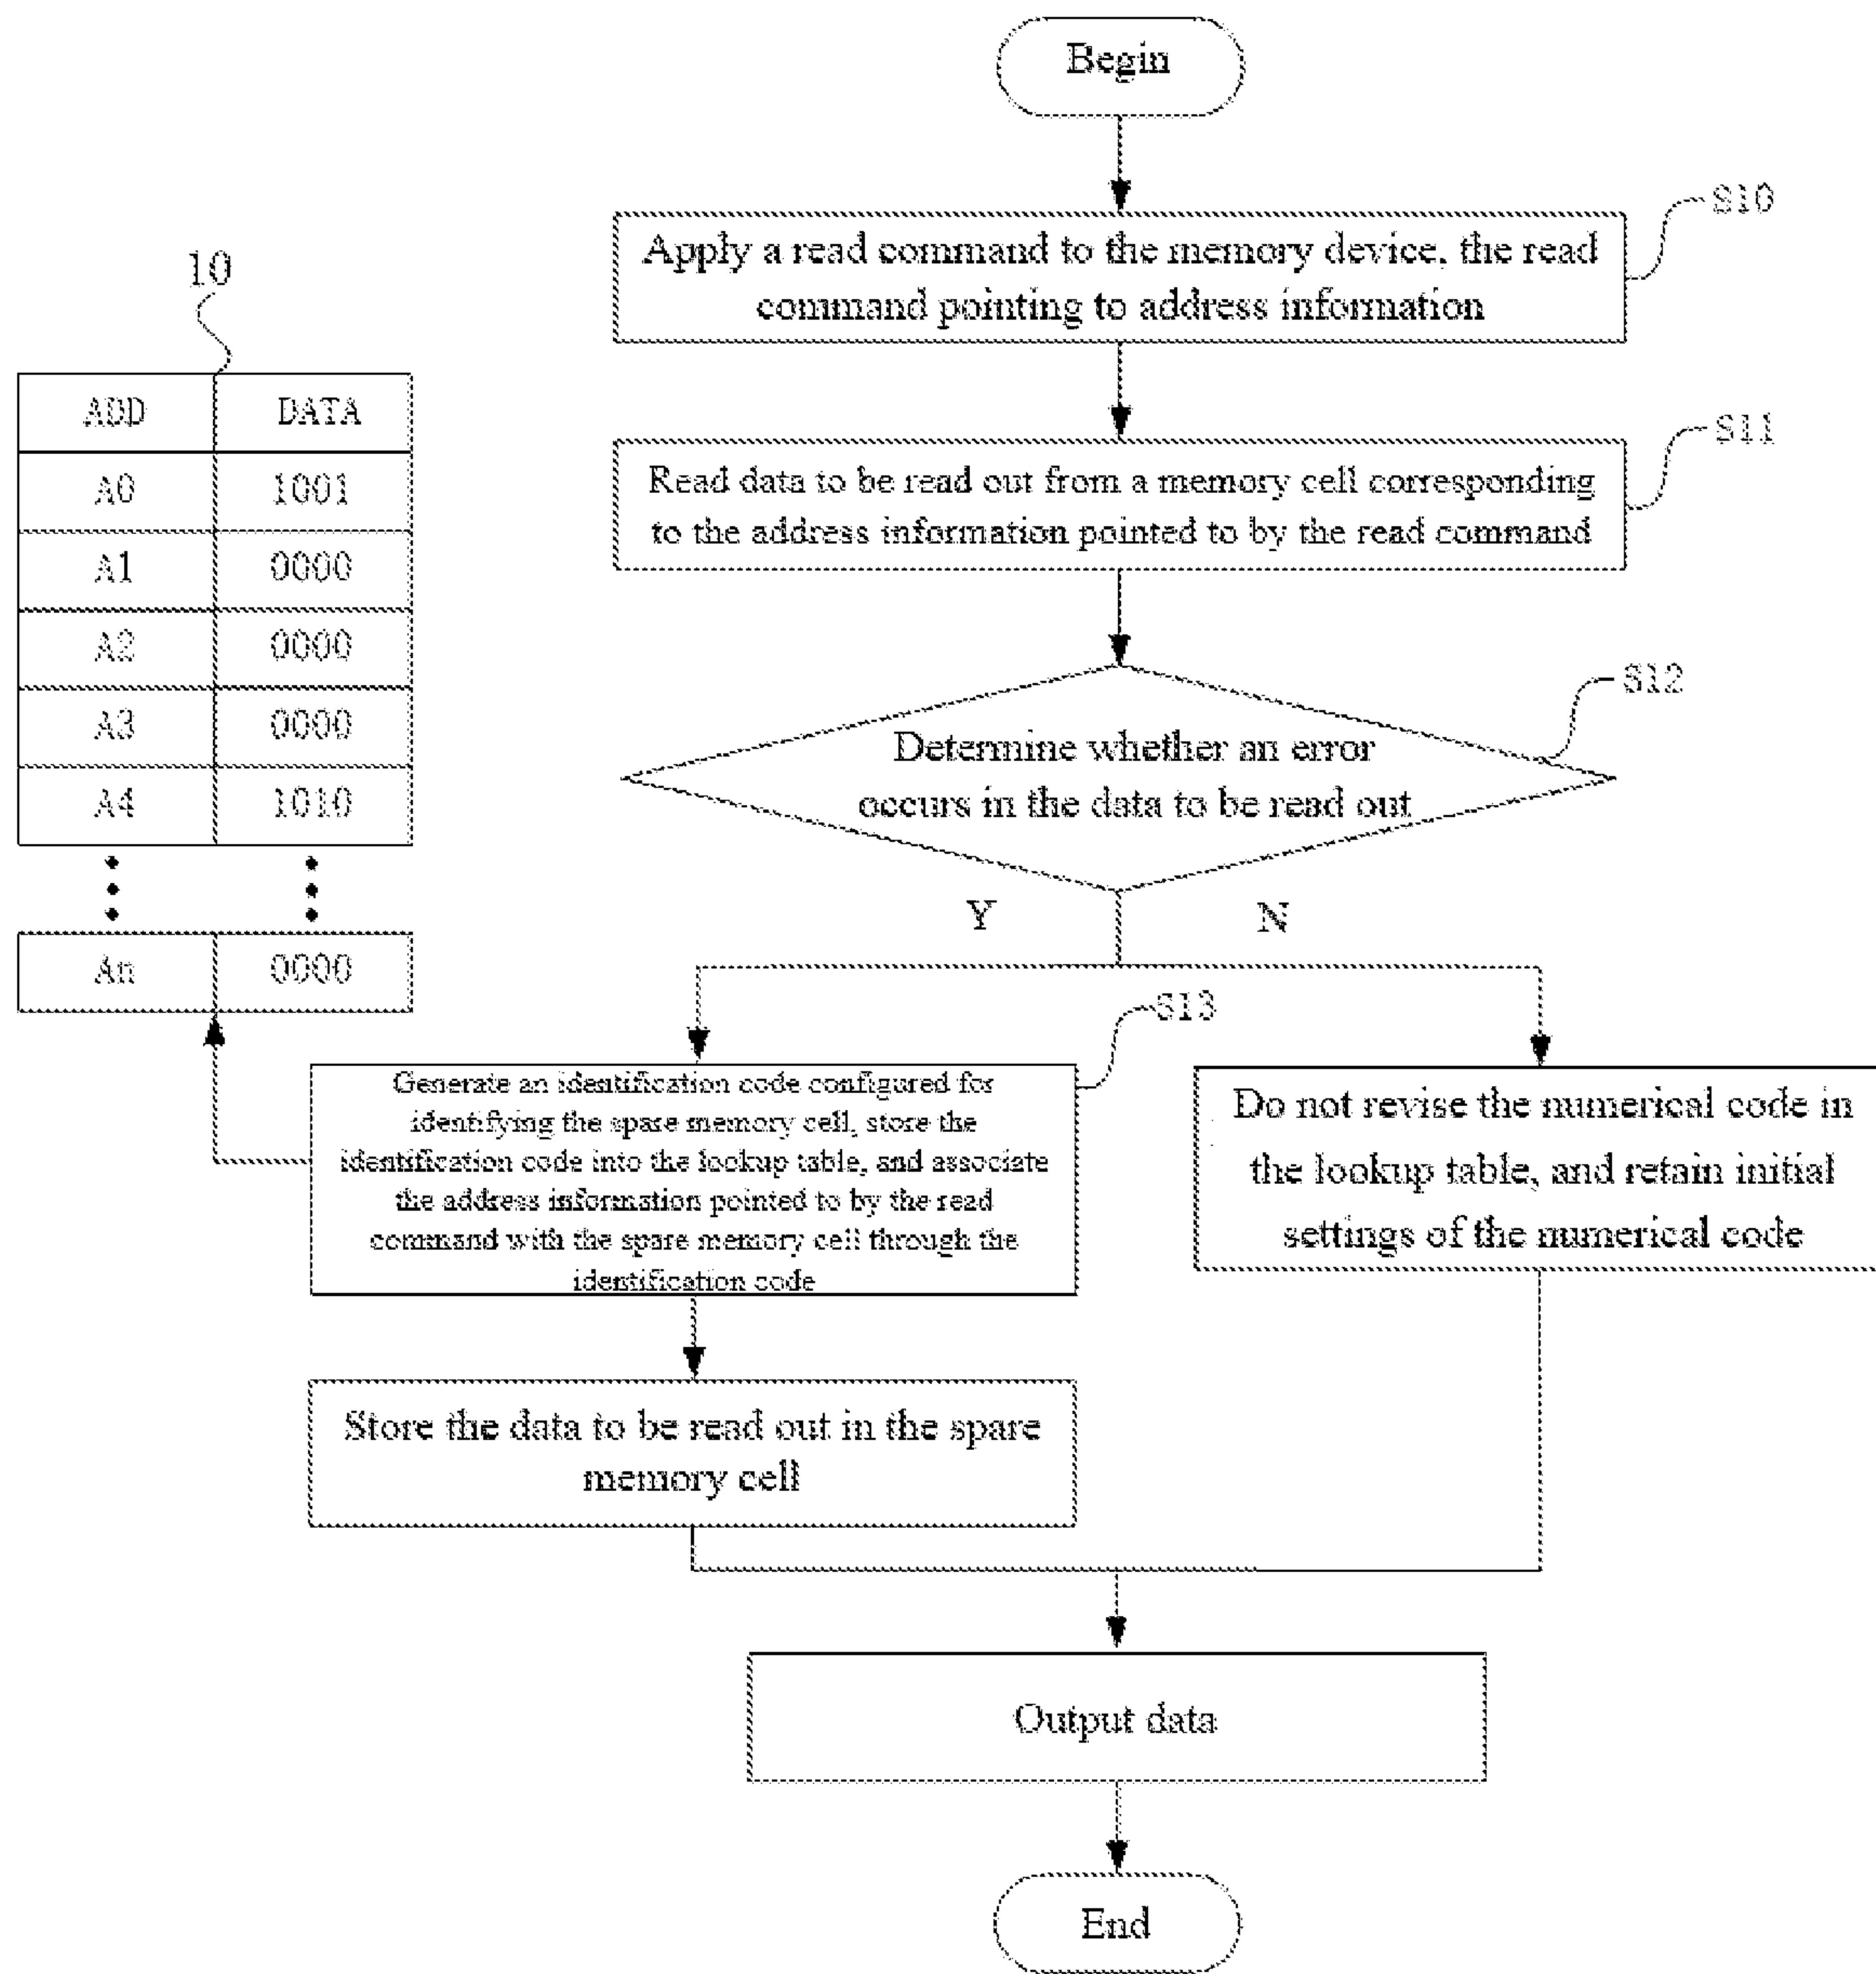 Begin
S10
Apply a read command to the memory device, the read
command pointing to address information
10
ADD DATA
A0 1001
A1 0000
A2 0000
A3 0000
A4 1010
An 0000
S11
Read data to be read out from a memory cell corresponding
to the address information pointed to by the read command
S12
Determine whether an error
occurs in the data to be read out
Y N
S13
Generate an identification code configured for
identifying the spare memory cell, store the
identification code into the lookup table, and associate
the address information pointed to by the read
command with the spare memory cell through the
identification code
Do not revise the numerical code in
the lookup table, and retain initial
settings of the numerical code
Store the data to be read out in the spare
memory cell
Output data
End